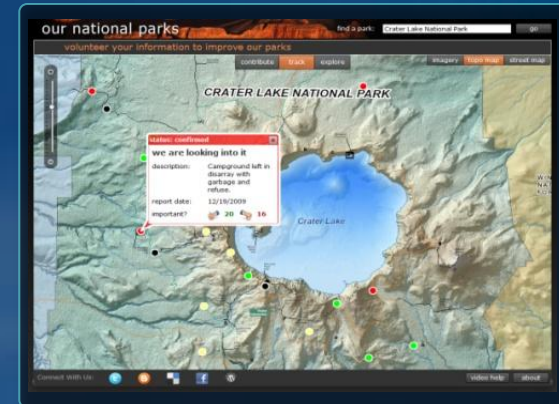 our national parks
find a park: Crater Lake National Park go
volunteer your information to improve our parks
contribute track explore
imagery topo map street map
CRATER LAKE NATIONAL PARK
status: confirmed
we are looking into it
description: Campground left in
disarray with
garbage and
refuse.
report date: 12/19/2009
important? 20 16
Crater Lake
Connect With Us:
video help about